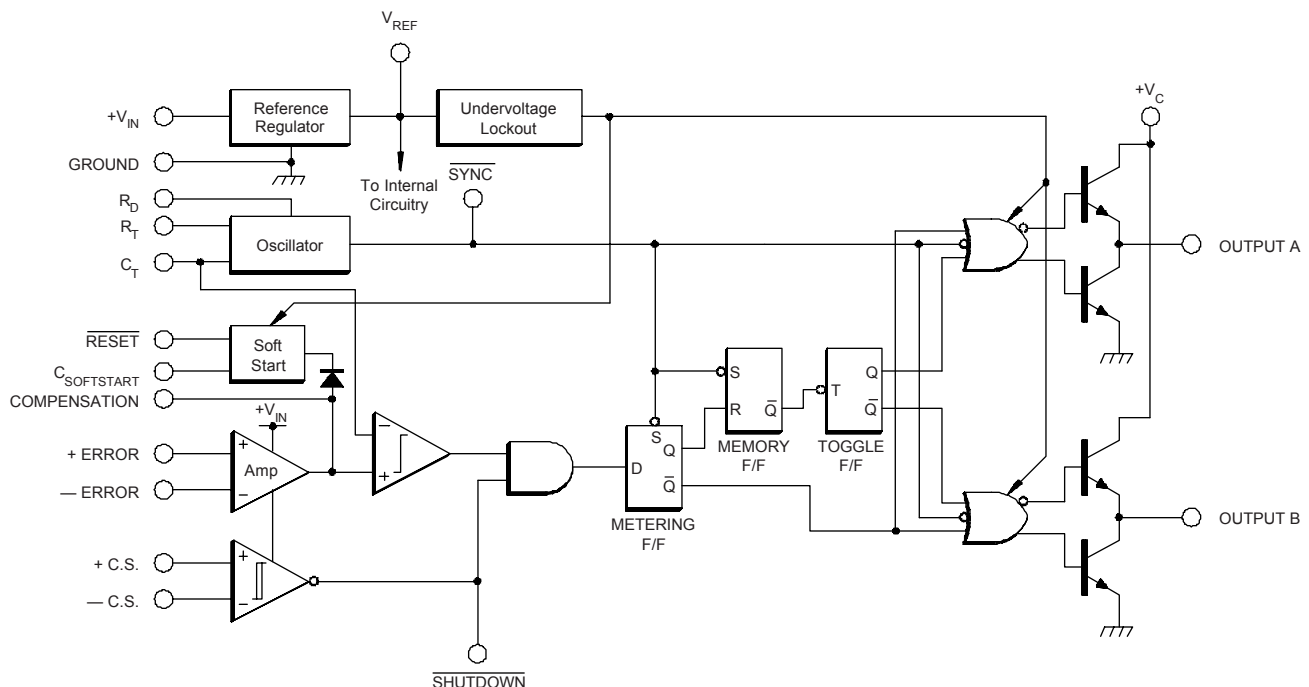 V_REF
+V_IN
Reference
Regulator
Undervoltage
Lockout
+V_C
GROUND
To Internal
Circuitry
SYNC
R_D
R_T
Oscillator
C_T
OUTPUT A
RESET
Soft
Start
C_SOFTSTART
COMPENSATION
+V_IN
S
R
Q̅
MEMORY
F/F
T
Q
Q̅
TOGGLE
F/F
+ ERROR
— ERROR
+
−
Amp
−
+
S
D
Q
Q̅
METERING
F/F
OUTPUT B
+ C.S.
— C.S.
+
−
SHUTDOWN